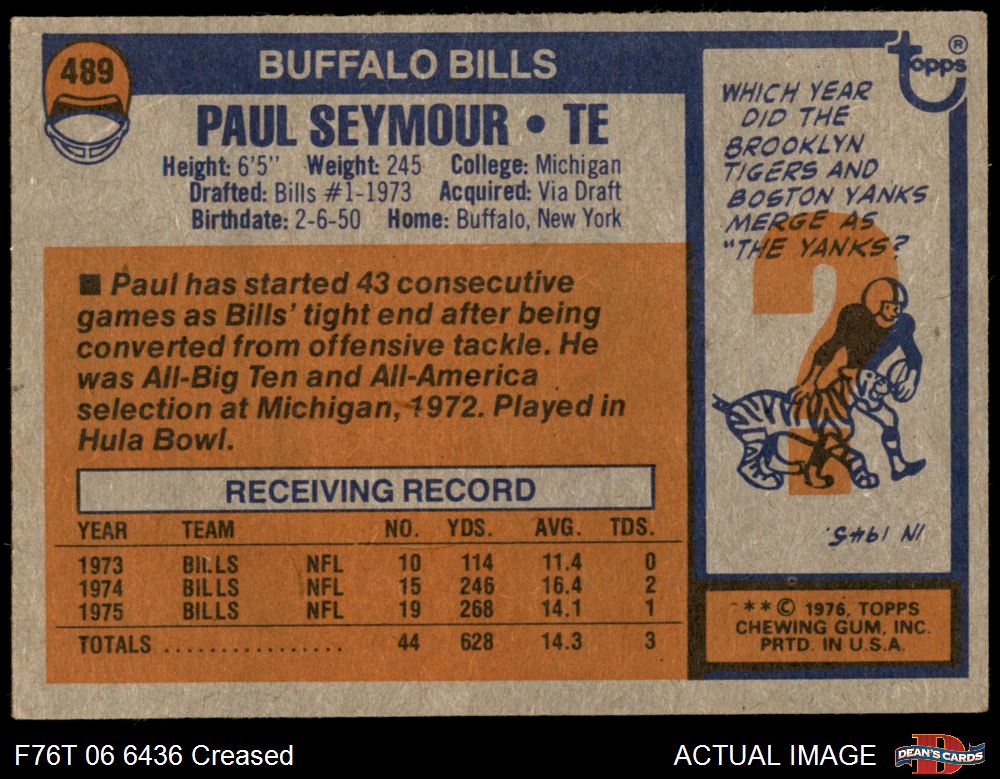 489
BUFFALO BILLS
PAUL SEYMOUR • TE
Height: 6'5" Weight: 245 College: Michigan
Drafted: Bills #1-1973 Acquired: Via Draft
Birthdate: 2-6-50 Home: Buffalo, New York
■ Paul has started 43 consecutive
games as Bills' tight end after being
converted from offensive tackle. He
was All-Big Ten and All-America
selection at Michigan, 1972. Played in
Hula Bowl.
RECEIVING RECORD
YEAR TEAM NO. YDS. AVG. TDS.
1973 BILLS NFL 10 114 11.4 0
1974 BILLS NFL 15 246 16.4 2
1975 BILLS NFL 19 268 14.1 1
TOTALS ................ 44 628 14.3 3
topps ®
WHICH YEAR
DID THE
BROOKLYN
TIGERS AND
BOSTON YANKS
MERGE AS
"THE YANKS?
?
IN 1945.
**© 1976, TOPPS
CHEWING GUM, INC.
PRTD. IN U.S.A.
F76T 06 6436 Creased
ACTUAL IMAGE
D
DEAN'S CARDS